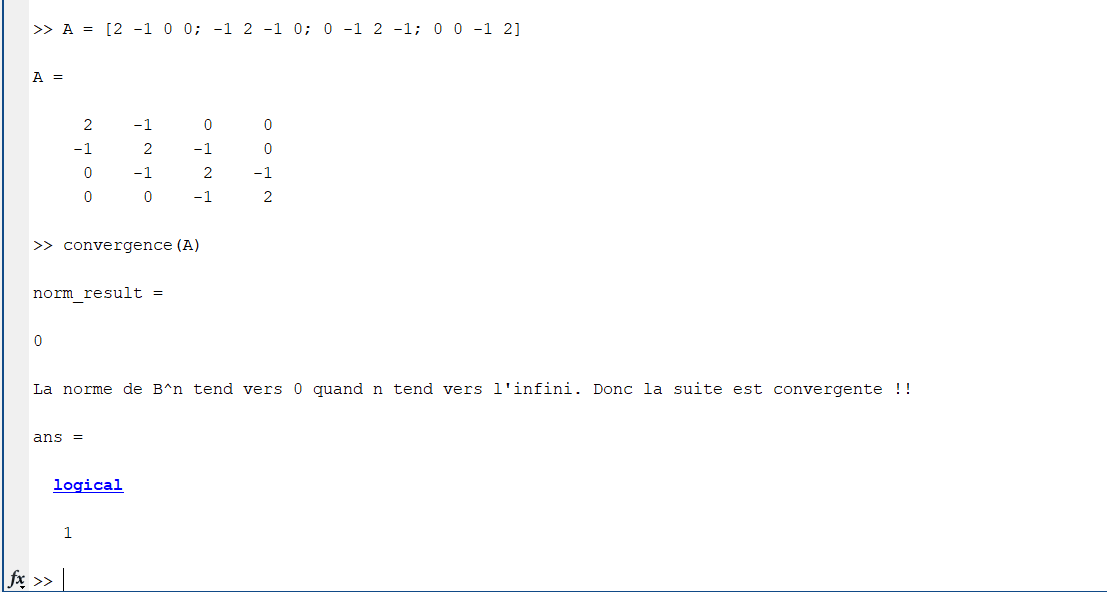 >> A = [2 -1 0 0; -1 2 -1 0; 0 -1 2 -1; 0 0 -1 2]
A =
2 -1 0 0
-1 2 -1 0
0 -1 2 -1
0 0 -1 2
>> convergence(A)
norm_result =
0
La norme de B^n tend vers 0 quand n tend vers l'infini. Donc la suite est convergente !!
ans =
logical
1
fx >>